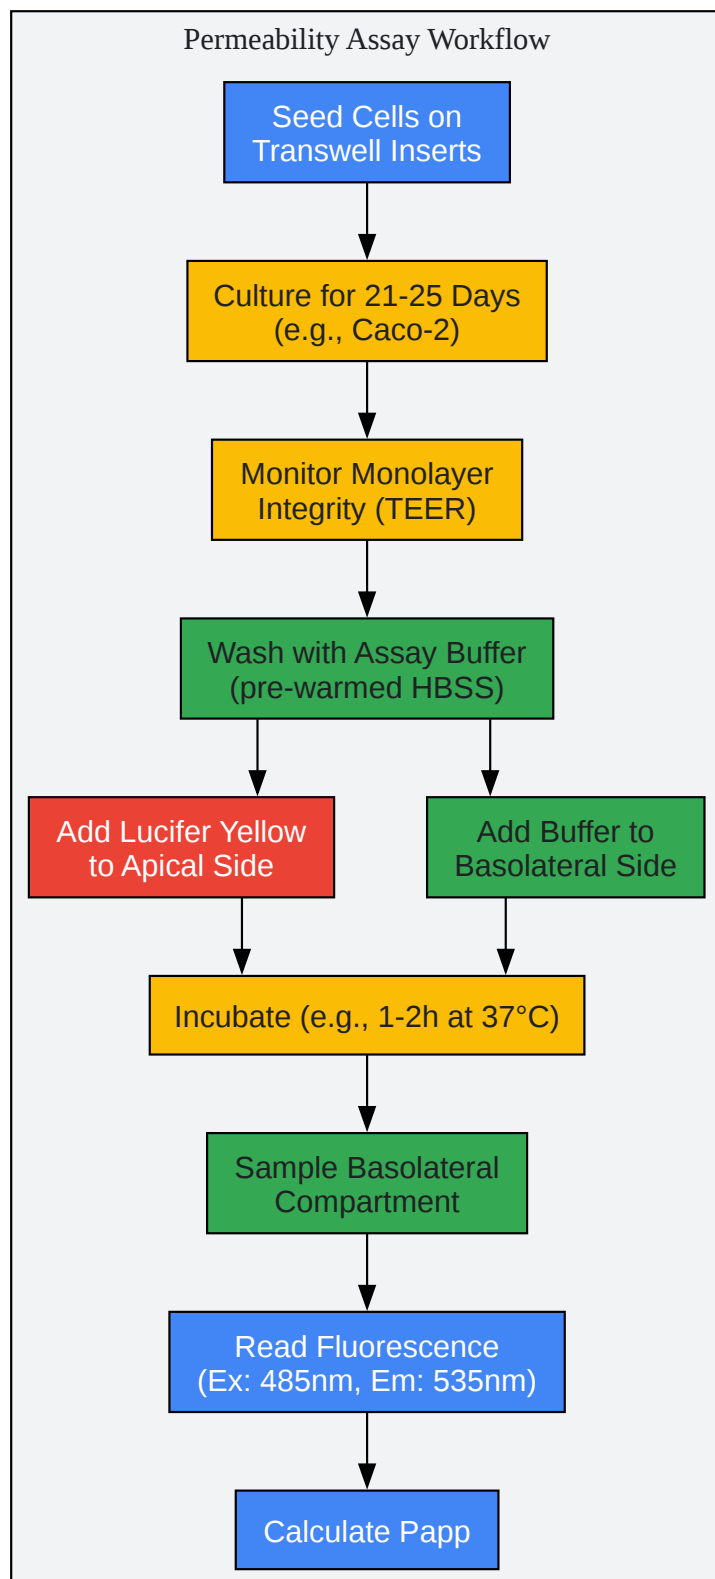 Permeability Assay Workflow
Seed Cells on
Transwell Inserts
Culture for 21-25 Days
(e.g., Caco-2)
Monitor Monolayer
Integrity (TEER)
Wash with Assay Buffer
(pre-warmed HBSS)
Add Lucifer Yellow
to Apical Side
Add Buffer to
Basolateral Side
Incubate (e.g., 1-2h at 37°C)
Sample Basolateral
Compartment
Read Fluorescence
(Ex: 485nm, Em: 535nm)
Calculate Papp